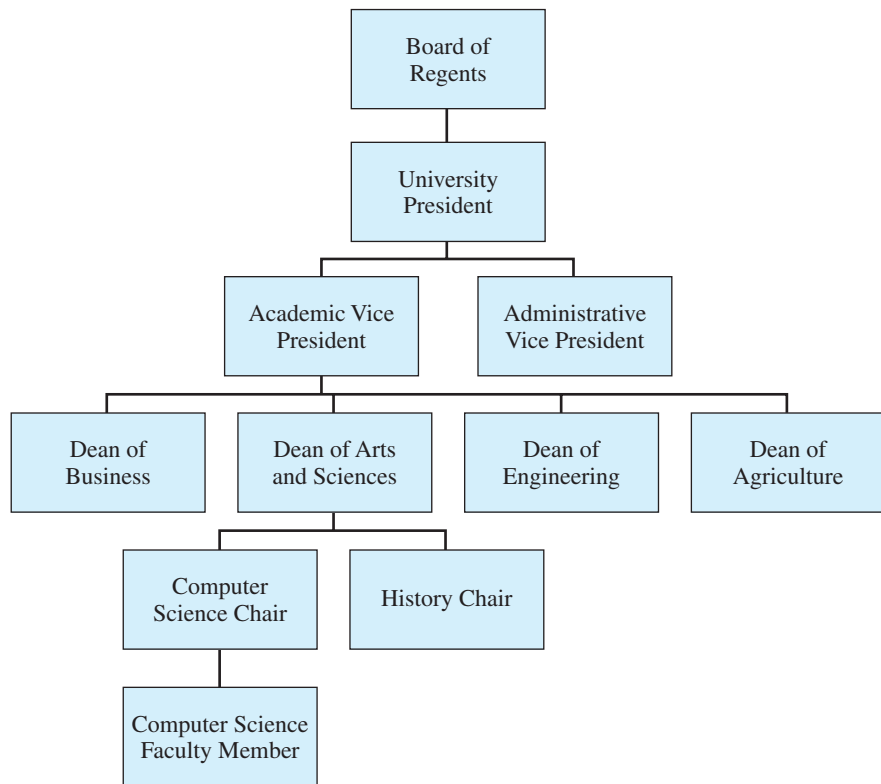 Board of
Regents
University
President
Academic Vice
President
Administrative
Vice President
Dean of
Business
Dean of Arts
and Sciences
Dean of
Engineering
Dean of
Agriculture
Computer
Science Chair
History Chair
Computer Science
Faculty Member